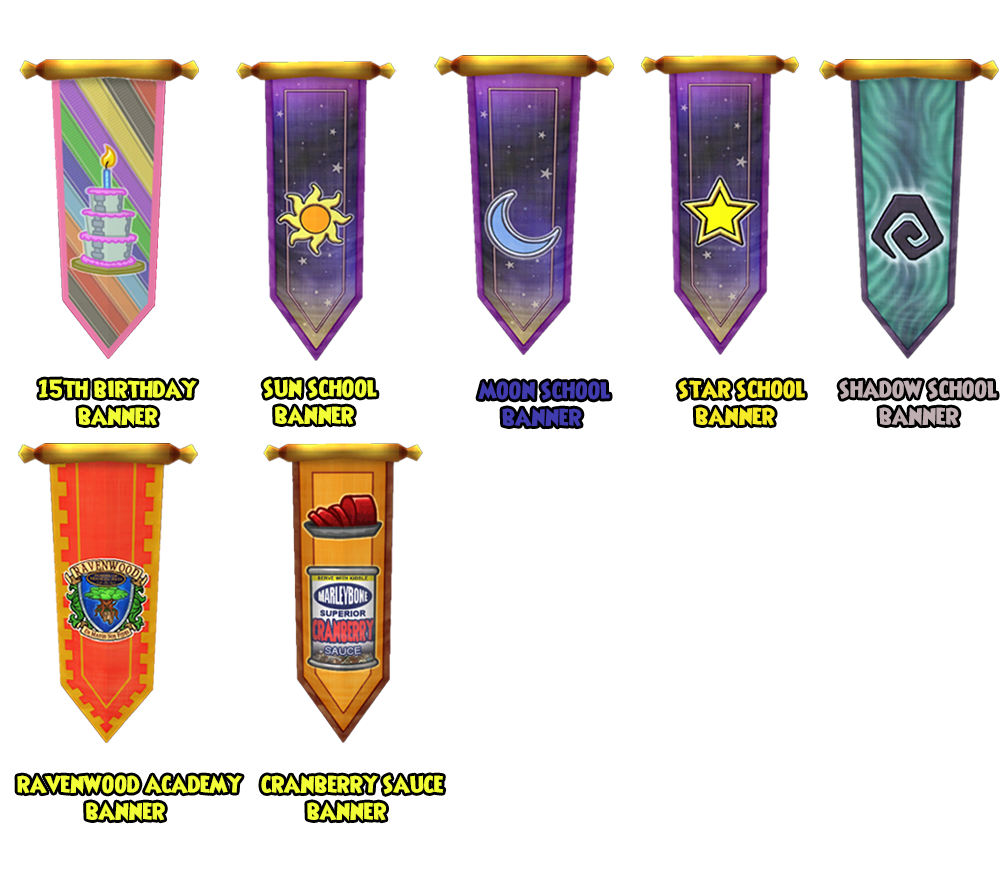 15TH BIRTHDAY
BANNER
SUN SCHOOL
BANNER
MOON SCHOOL
BANNER
STAR SCHOOL
BANNER
SHADOW SCHOOL
BANNER
RAVENWOOD
SERVE WITH KIBBLE
MARLEYBONE
SUPERIOR
CRANBERRY
SAUCE
RAVENWOOD ACADEMY
BANNER
CRANBERRY SAUCE
BANNER